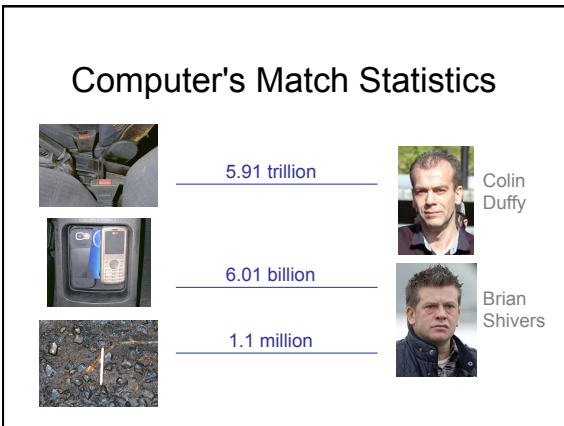 Computer's Match Statistics
5.91 trillion
Colin
Duffy
6.01 billion
Brian
Shivers
1.1 million